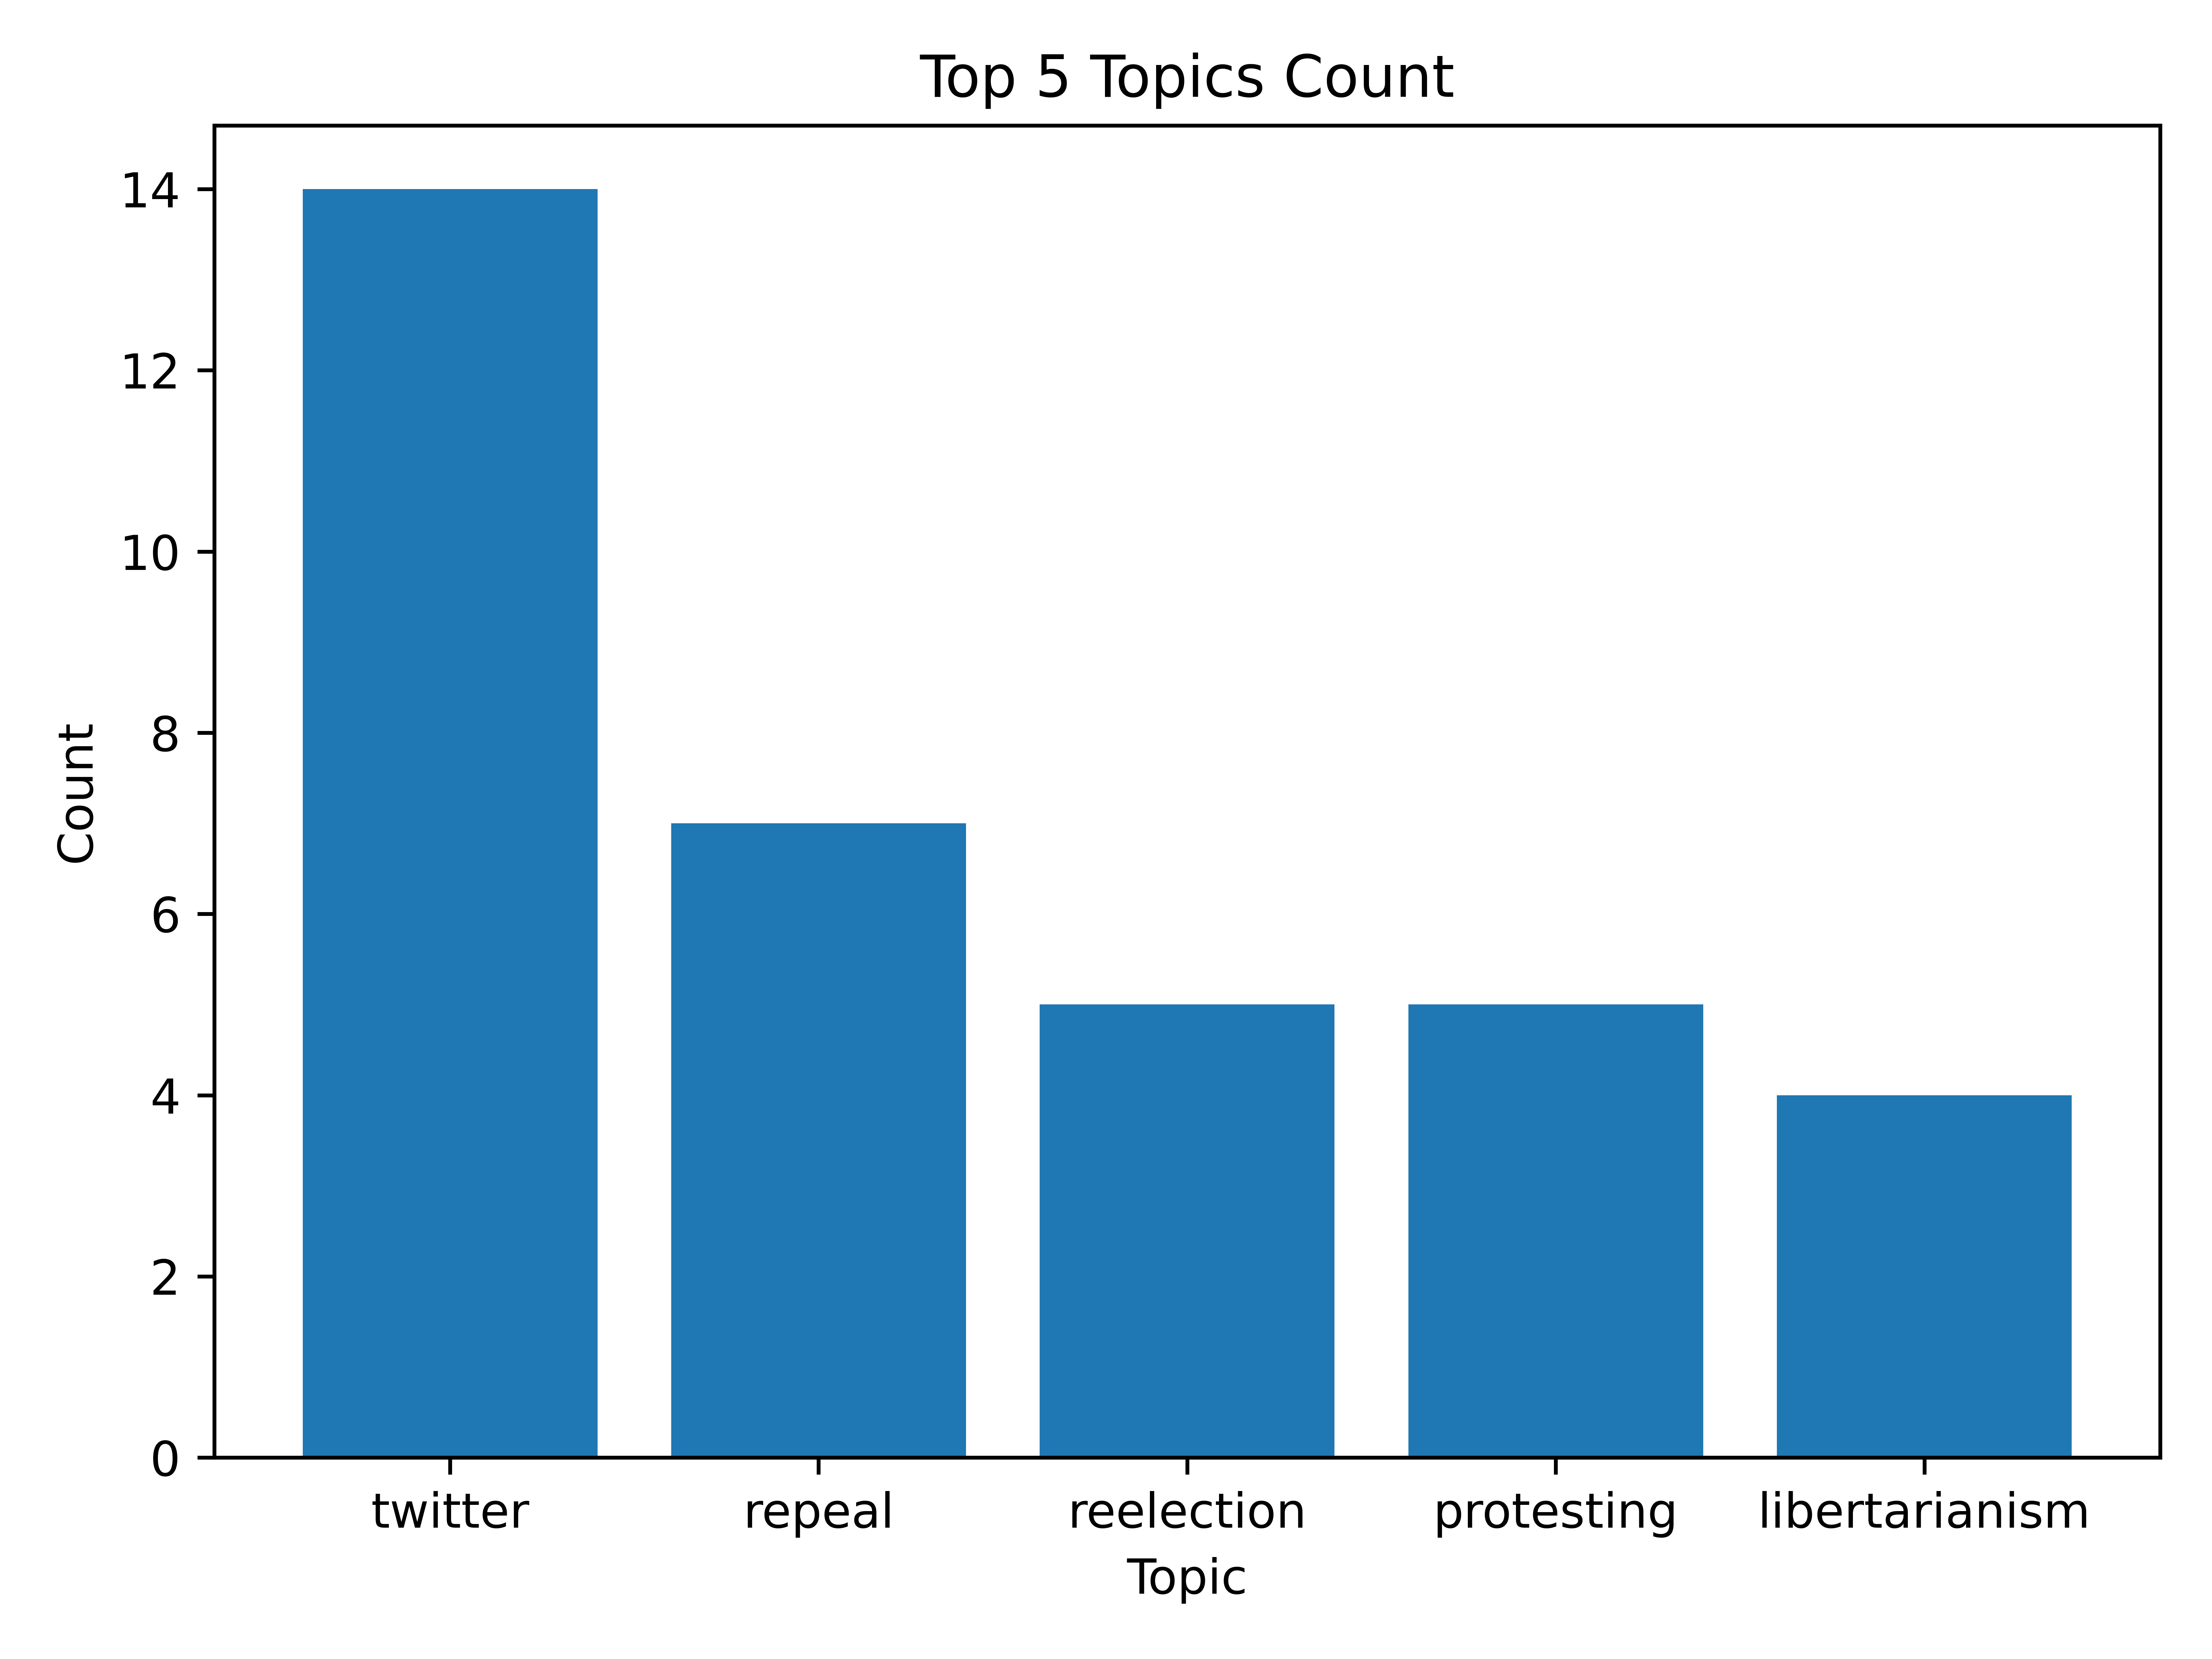 Top 5 Topics Count
14
12
10
8
6
4
2
0
Count
twitter repeal reelection protesting libertarianism
Topic